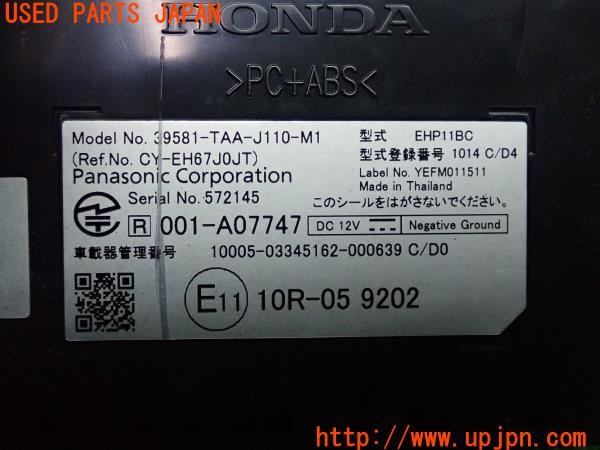 USED PARTS JAPAN
HONDA
>PC+ABS<
Model No. 39581-TAA-J110-M1
(Ref.No. CY-EH67J0JT)
Panasonic Corporation
Serial No. 572145
型式 EHP11BC
型式登録番号 1014 C/D4
Label No. YEFM011511
Made in Thailand
このシールをはがさないでください。
R 001-A07747
DC 12V
Negative Ground
車載器管理番号 10005-03345162-000639 C/D0
E11 10R-05 9202
UPJ
http://www.upjpn.com